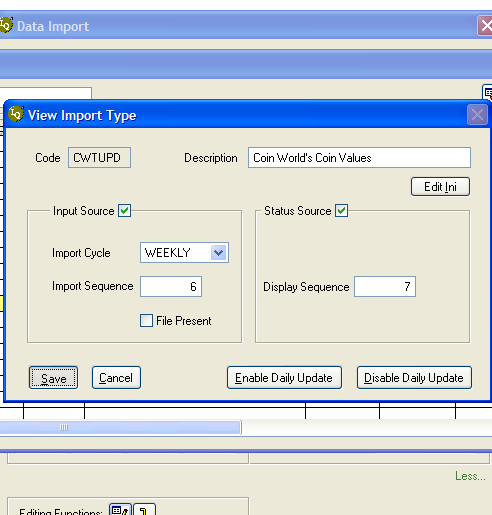 Data Import
View Import Type
Code CWTUPD Description Coin World's Coin Values
Edit Ini
Input Source Status Source
Import Cycle WEEKLY
Import Sequence 6 Display Sequence 7
File Present
Save Cancel Enable Daily Update Disable Daily Update
Less...
Editing Functions: